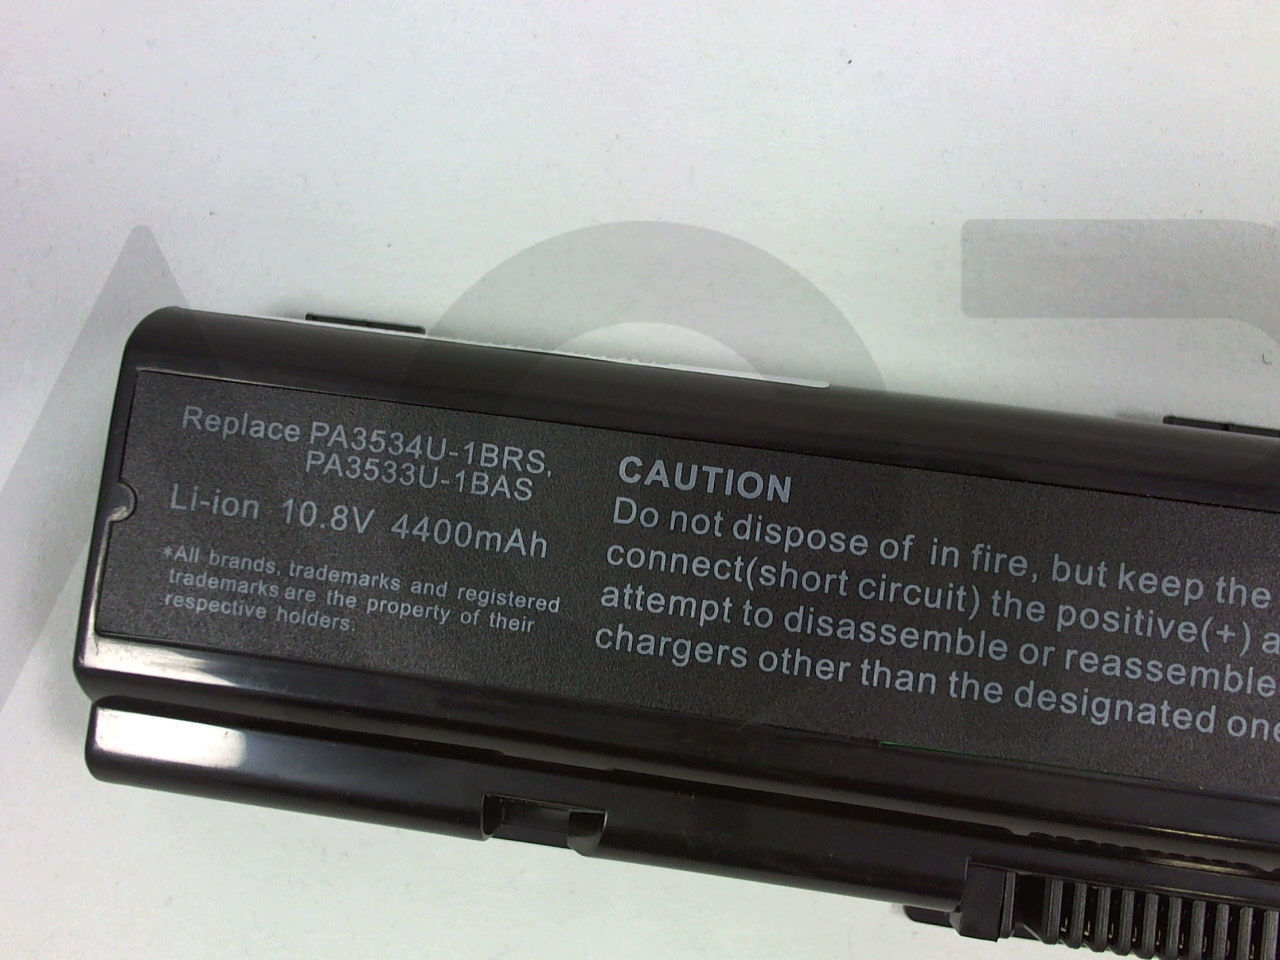 Replace PA3534U-1BRS,
PA3533U-1BAS
Li-ion 10.8V 4400mAh
*All brands, trademarks and registered
trademarks are the property of their
respective holders.
CAUTION
Do not dispose of in fire, but keep the
connect(short circuit) the positive(+) a
attempt to disassemble or reassemble
chargers other than the designated one